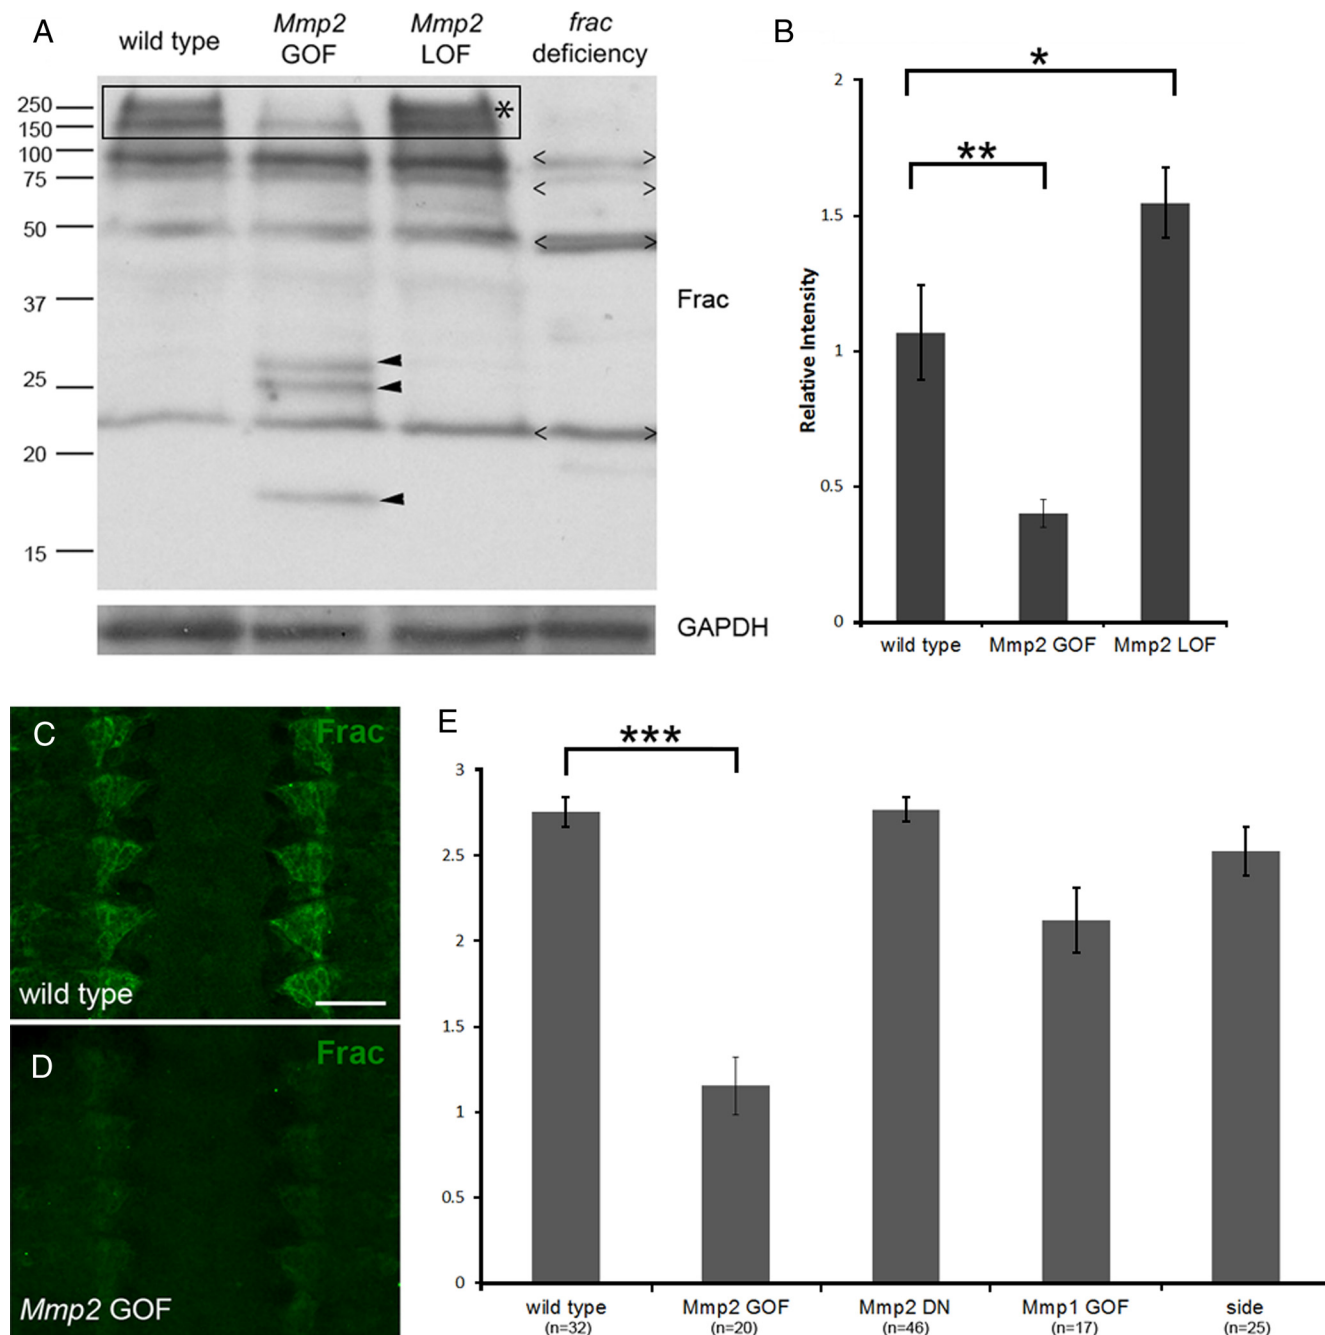 A
wild type
Mmp2 GOF
Mmp2 LOF
frac deficiency
250
150
100
75
50
37
25
20
15
*
< >
< >
< >
< >
Frac
GAPDH
B
*
**
Relative Intensity
2
1.5
1
0.5
0
wild type Mmp2 GOF Mmp2 LOF
C
Frac
wild type
D
Frac
Mmp2 GOF
E
***
3
2.5
2
1.5
1
0.5
0
wild type Mmp2 GOF Mmp2 DN Mmp1 GOF side
(n=32) (n=20) (n=46) (n=17) (n=25)